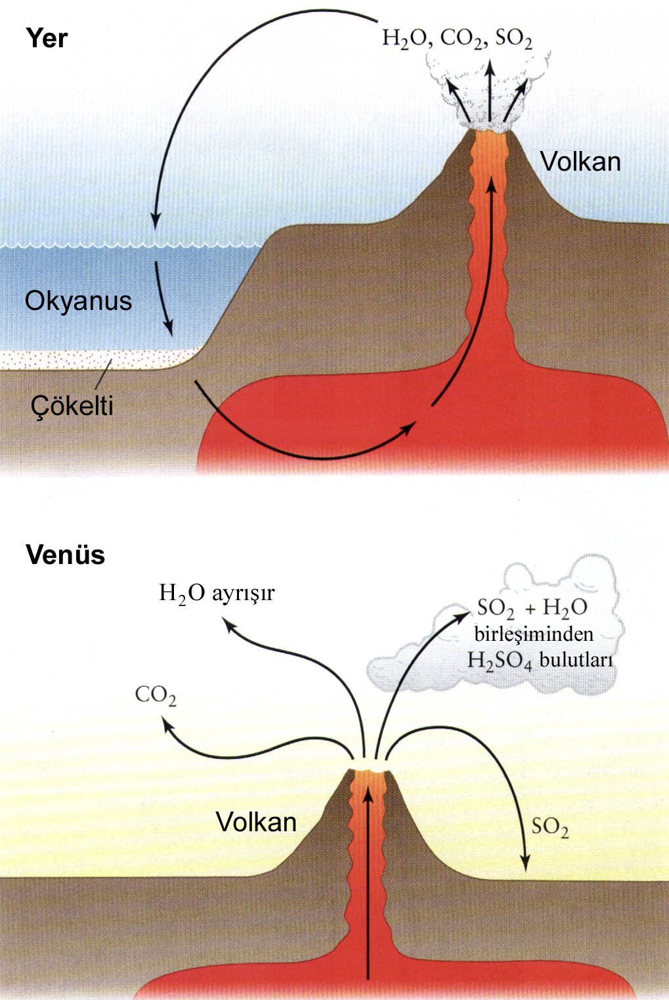 Yer
H₂O, CO₂, SO₂
Volkan
Okyanus
Çökelti
Venüs
H₂O ayrışır
SO₂ + H₂O
birleşiminden
H₂SO₄ bulutları
CO₂
Volkan
SO₂